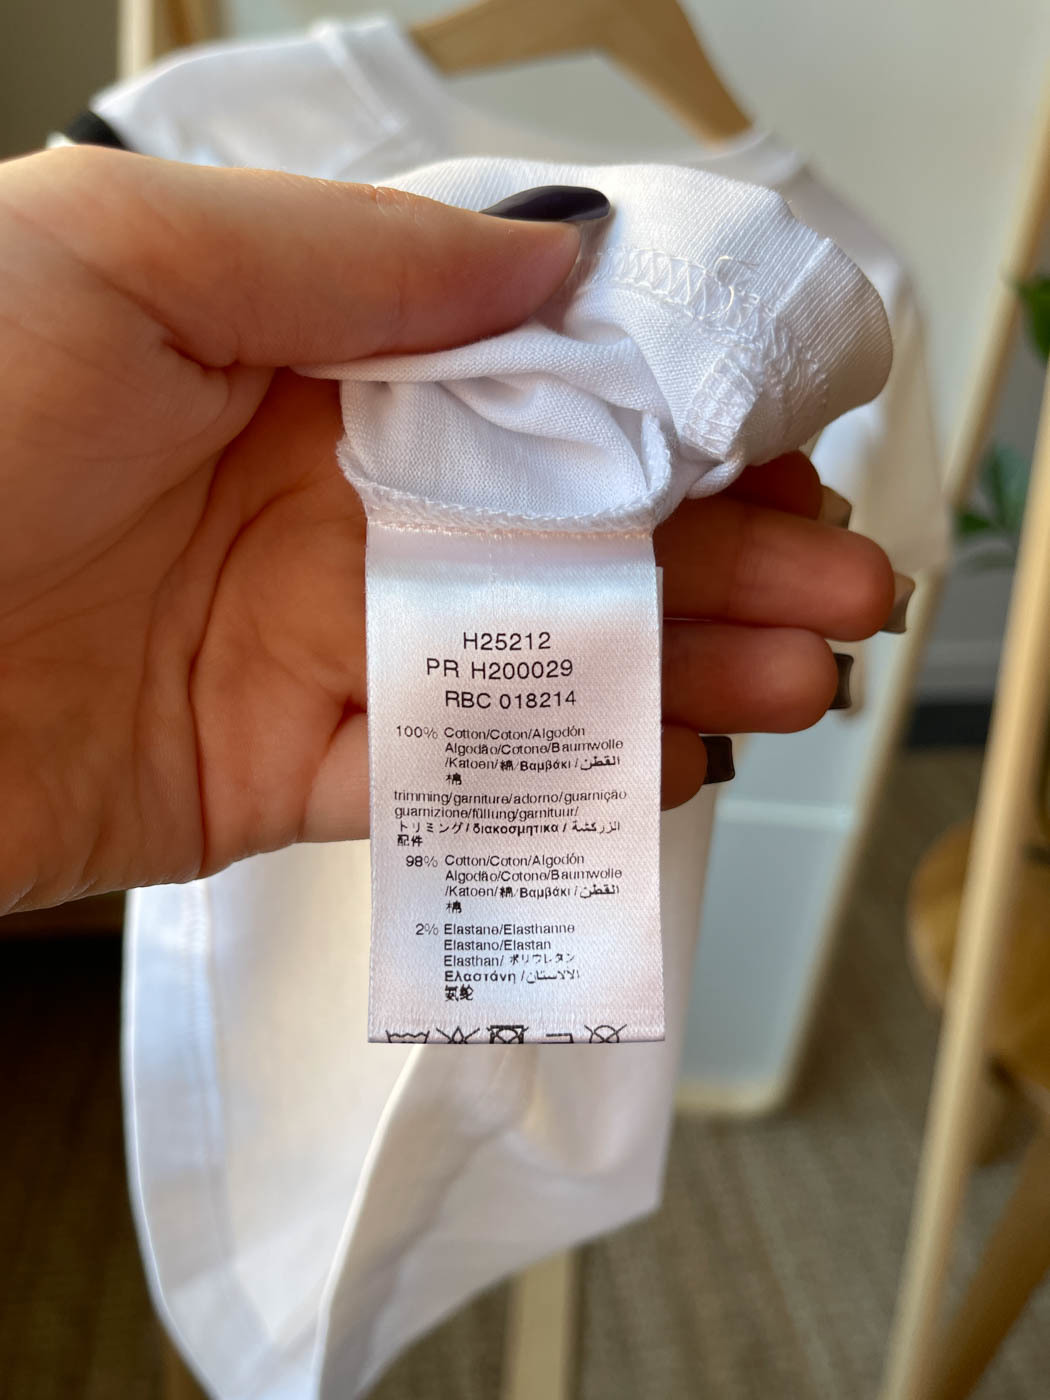 H25212
PR H200029
RBC 018214
100% Cotton/Coton/Algodón
Algodão/Cotone/Baumwolle
/Katoen/綿/Βαμβάκι/القطن
棉
trimming/garniture/adorno/guarnição
guarnizione/füllung/garnituur/
トリミング/διακοσμητικα/الزركشة
配件
98% Cotton/Coton/Algodón
Algodão/Cotone/Baumwolle
/Katoen/綿/Βαμβάκι/القطن
棉
2% Elastane/Elasthanne
Elastano/Elastan
Elasthan/ポリウレタン
Ελαστάνη/الالاستان
氨纶